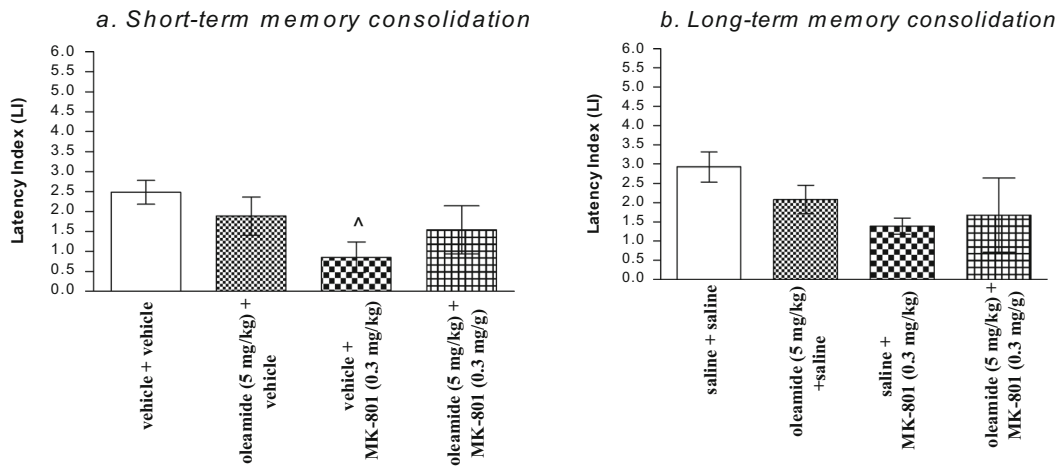 a. Short-term memory consolidation
Latency Index (LI)
6.0
5.5
5.0
4.5
4.0
3.5
3.0
2.5
2.0
1.5
1.0
0.5
0.0
^
vehicle + vehicle
oleamide (5 mg/kg) +
vehicle
vehicle +
MK-801 (0.3 mg/kg)
oleamide (5 mg/kg) +
MK-801 (0.3 mg/g)
b. Long-term memory consolidation
Latency Index (LI)
6.0
5.5
5.0
4.5
4.0
3.5
3.0
2.5
2.0
1.5
1.0
0.5
0.0
saline + saline
oleamide (5 mg/kg)
+saline
saline +
MK-801 (0.3 mg/kg)
oleamide (5 mg/kg) +
MK-801 (0.3 mg/g)